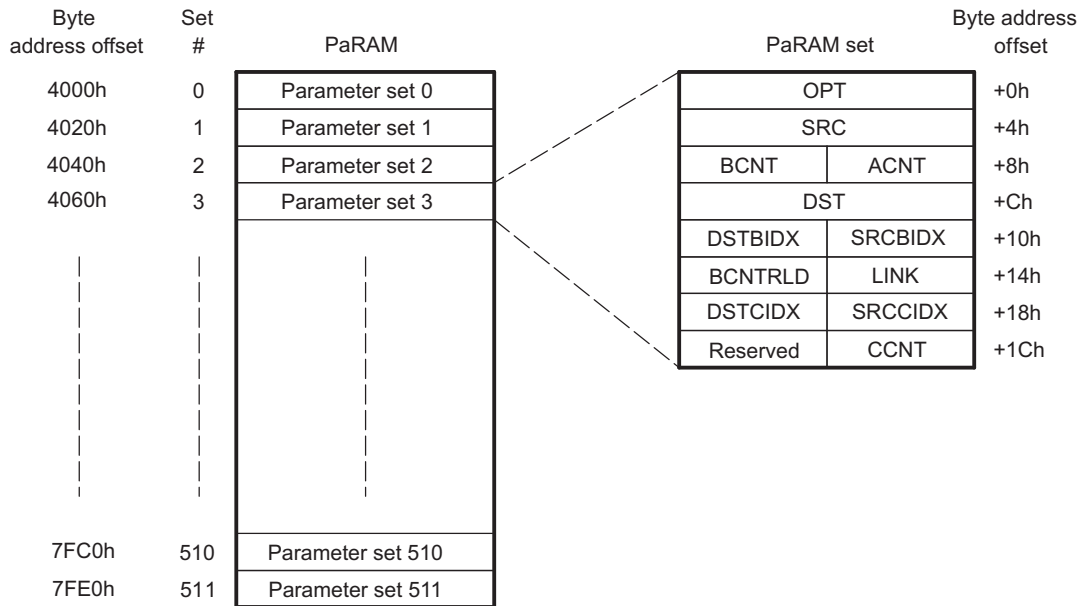 Byte address offset Set # PaRAM PaRAM set Byte address offset
4000h 0 Parameter set 0 OPT +0h
4020h 1 Parameter set 1 SRC +4h
4040h 2 Parameter set 2 BCNT ACNT +8h
4060h 3 Parameter set 3 DST +Ch
DSTBIDX SRCBIDX +10h
BCNTRLD LINK +14h
DSTCIDX SRCCIDX +18h
Reserved CCNT +1Ch
7FC0h 510 Parameter set 510
7FE0h 511 Parameter set 511